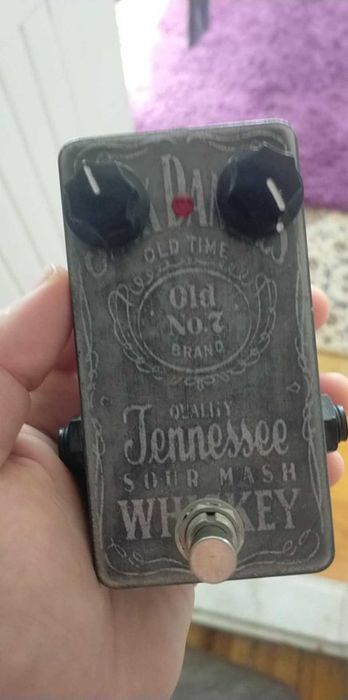 OLD TIME
Old
No.7
BRAND
QUALITY
Tennessee
SOUR MASH